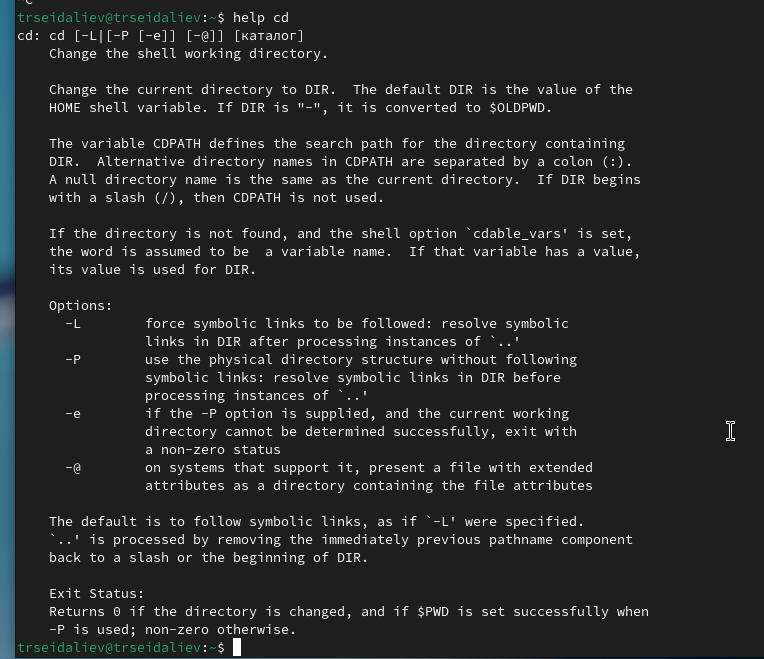 trseidaliev@trseidaliev:~$ help cd
cd: cd [-L|[-P [-e]] [-@]] [каталог]
    Change the shell working directory.

    Change the current directory to DIR.  The default DIR is the value of the
    HOME shell variable. If DIR is "-", it is converted to $OLDPWD.

    The variable CDPATH defines the search path for the directory containing
    DIR.  Alternative directory names in CDPATH are separated by a colon (:).
    A null directory name is the same as the current directory.  If DIR begins
    with a slash (/), then CDPATH is not used.

    If the directory is not found, and the shell option `cdable_vars' is set,
    the word is assumed to be  a variable name.  If that variable has a value,
    its value is used for DIR.

    Options:
      -L        force symbolic links to be followed: resolve symbolic
                links in DIR after processing instances of `..'
      -P        use the physical directory structure without following
                symbolic links: resolve symbolic links in DIR before
                processing instances of `..'
      -e        if the -P option is supplied, and the current working
                directory cannot be determined successfully, exit with
                a non-zero status
      -@        on systems that support it, present a file with extended
                attributes as a directory containing the file attributes

    The default is to follow symbolic links, as if `-L' were specified.
    `..' is processed by removing the immediately previous pathname component
    back to a slash or the beginning of DIR.

    Exit Status:
    Returns 0 if the directory is changed, and if $PWD is set successfully when
    -P is used; non-zero otherwise.
trseidaliev@trseidaliev:~$